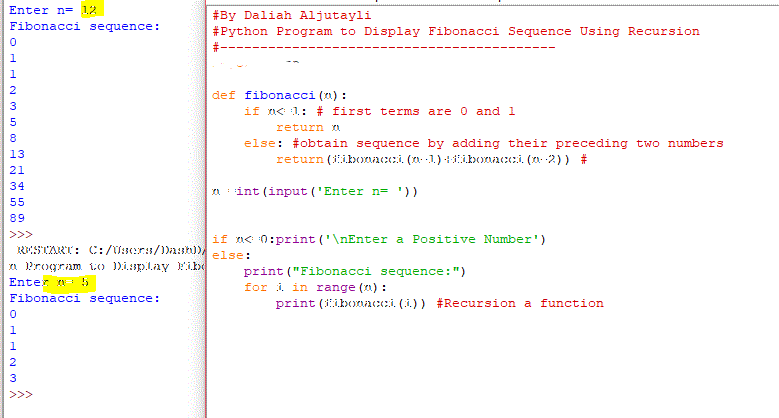 Enter n= 12
Fibonacci sequence:
0
1
1
2
3
5
8
13
21
34
55
89
>>>
RESTART: C:/Users/DashD/
n Program to Display Fibo
Enter n= 5
Fibonacci sequence:
0
1
1
2
3
>>>
#By Daliah Aljutayli
#Python Program to Display Fibonacci Sequence Using Recursion
#------------------------------------------
def fibonacci(n):
if n< 1: # first terms are 0 and 1
return n
else: #obtain sequence by adding their preceding two numbers
return(fibonacci(n-1)+fibonacci(n-2)) #
n int(input('Enter n= '))
if n< 0:print('\nEnter a Positive Number')
else:
print("Fibonacci sequence:")
for i in range(n):
print(fibonacci(i)) #Recursion a function